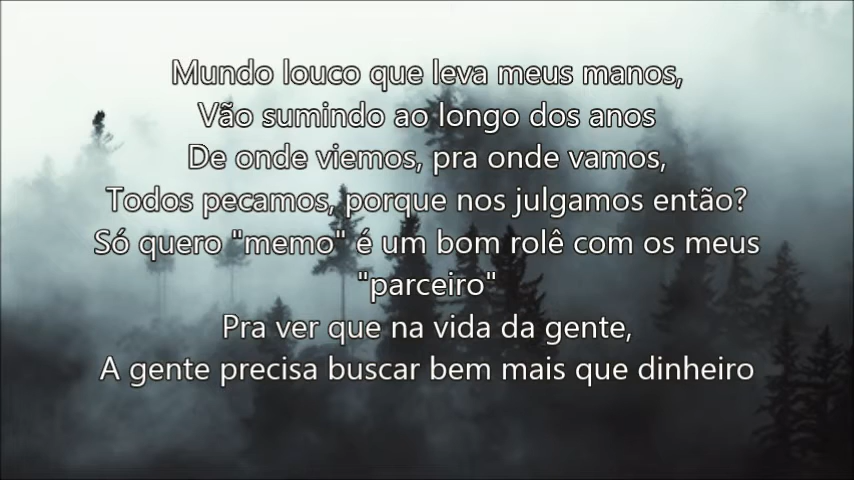 Mundo louco que leva meus manos,
Vão sumindo ao longo dos anos
De onde viemos, pra onde vamos,
Todos pecamos, porque nos julgamos então?
Só quero "memo" é um bom rolê com os meus
"parceiro"
Pra ver que na vida da gente,
A gente precisa buscar bem mais que dinheiro